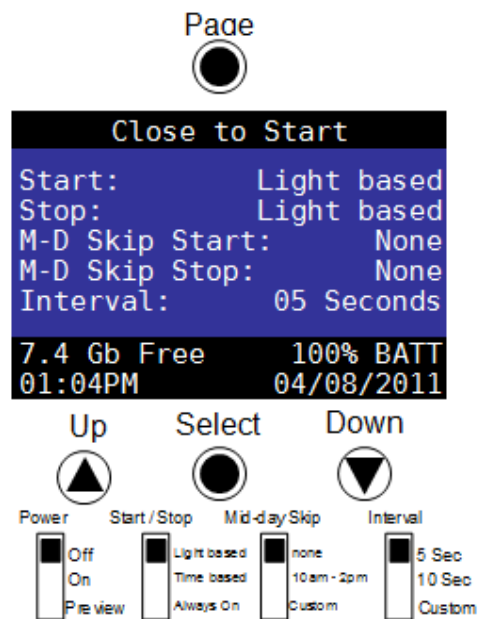 Page
Close to Start
Start: Light based
Stop: Light based
M-D Skip Start: None
M-D Skip Stop: None
Interval: 05 Seconds
7.4 Gb Free 100% BATT
01:04PM 04/08/2011
Up Select Down
Power Start / Stop Mid-day Skip Interval
Off Light based none 5 Sec
On Time based 10am - 2pm 10 Sec
Preview Always On Custom Custom